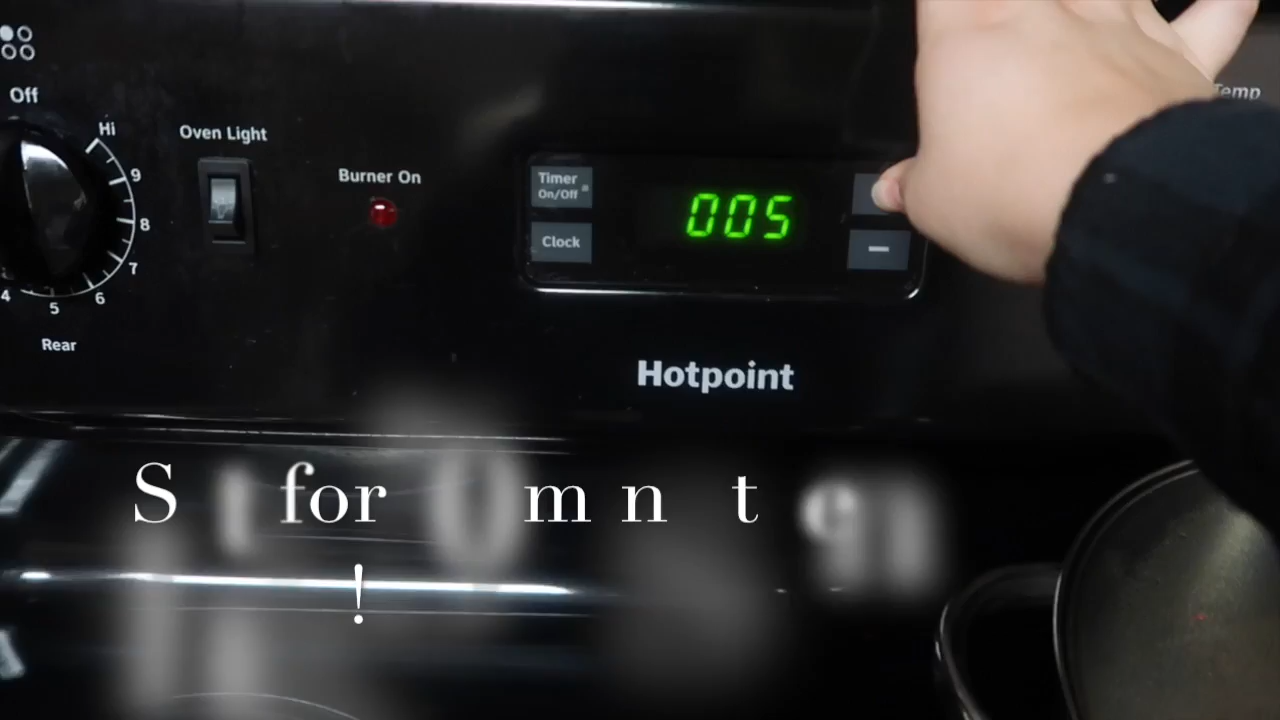 Off
Hi
9
8
7
6
5
4
Rear
Oven Light
Burner On
Timer
On/Off
Clock
005
−
Temp
Hotpoint
for
!